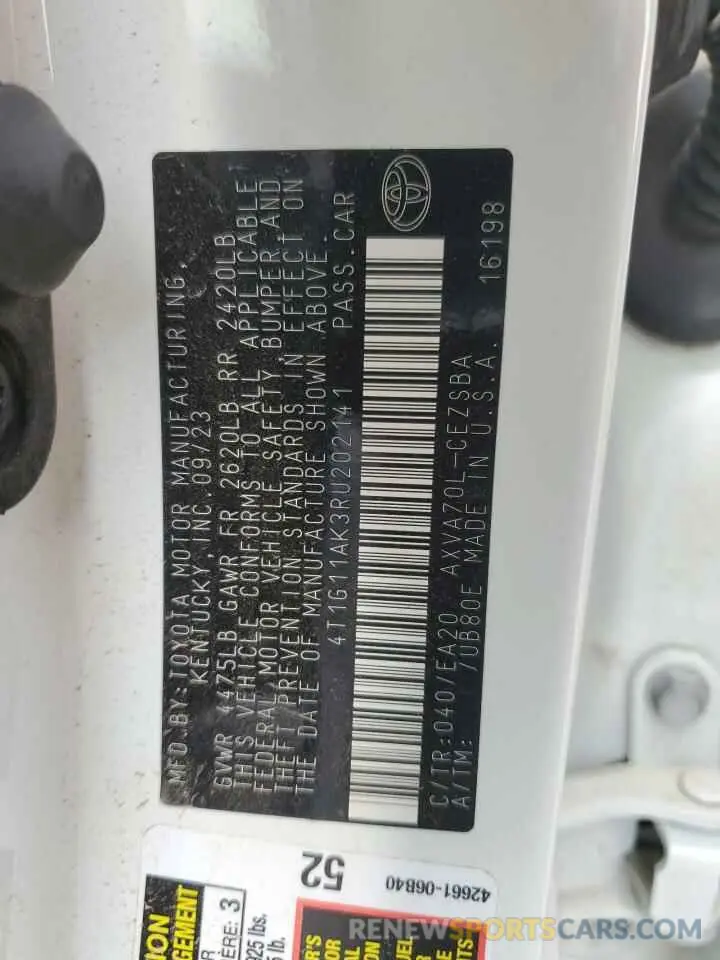 MFD. BY: TOYOTA MOTOR MANUFACTURING,
KENTUCKY, INC. 09/23
GVWR 4475LB GAWR FR 2620LB RR 2420LB
THIS VEHICLE CONFORMS TO ALL APPLICABLE
FEDERAL MOTOR VEHICLE SAFETY, BUMPER, AND
THEFT PREVENTION STANDARDS IN EFFECT ON
THE DATE OF MANUFACTURE SHOWN ABOVE.
4T1G11AK3RU202141 PASS.CAR
C/TR:040/EA20 AXVA70L-CEZSBA
A/TM: /UB80E MADE IN U.S.A. 16198
52
42661-06B40
3
925 lbs.
RENEWSPORTSCARS.COM